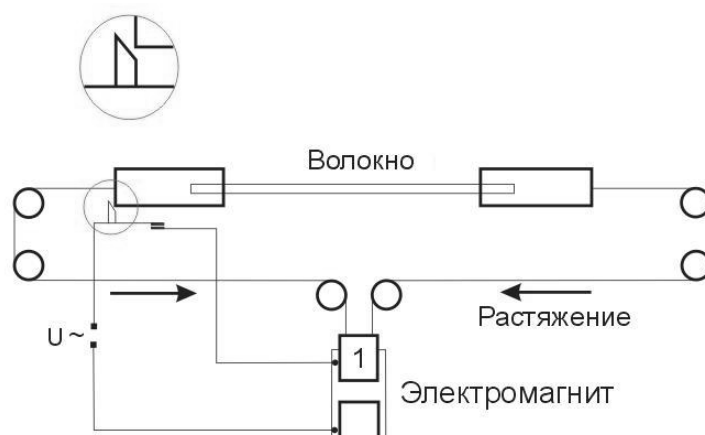 Волокно
Растяжение
U ~
1
Электромагнит